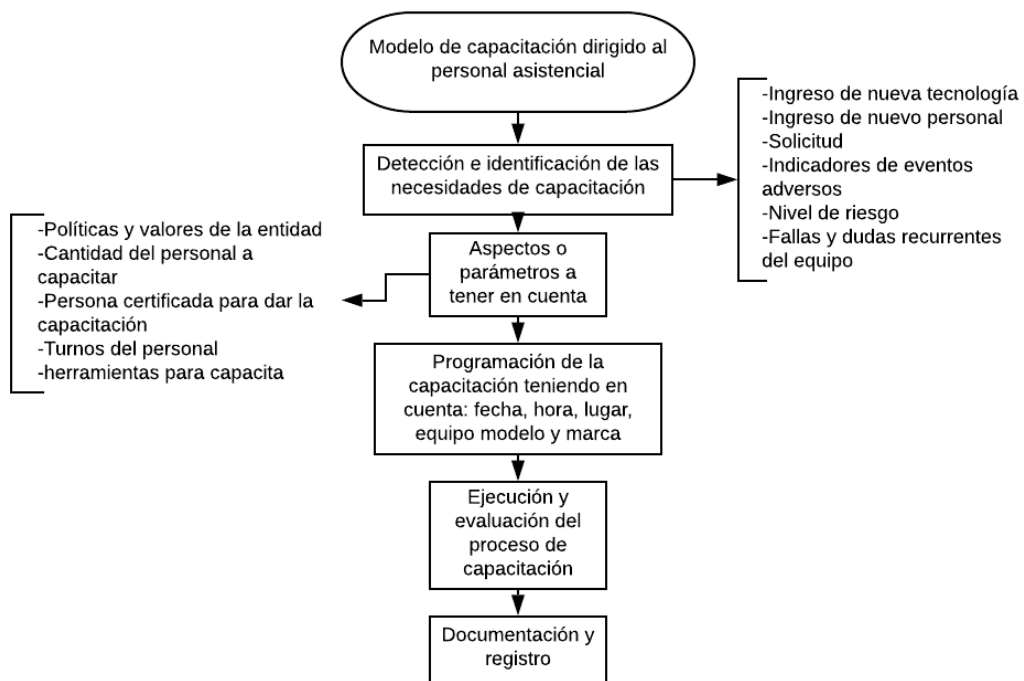 Modelo de capacitación dirigido al
personal asistencial
Detección e identificación de las
necesidades de capacitación
-Ingreso de nueva tecnología
-Ingreso de nuevo personal
-Solicitud
-Indicadores de eventos
adversos
-Nivel de riesgo
-Fallas y dudas recurrentes
del equipo
Aspectos o
parámetros a
tener en cuenta
-Políticas y valores de la entidad
-Cantidad del personal a
capacitar
-Persona certificada para dar la
capacitación
-Turnos del personal
-herramientas para capacita
Programación de la
capacitación teniendo en
cuenta: fecha, hora, lugar,
equipo modelo y marca
Ejecución y
evaluación del
proceso de
capacitación
Documentación y
registro